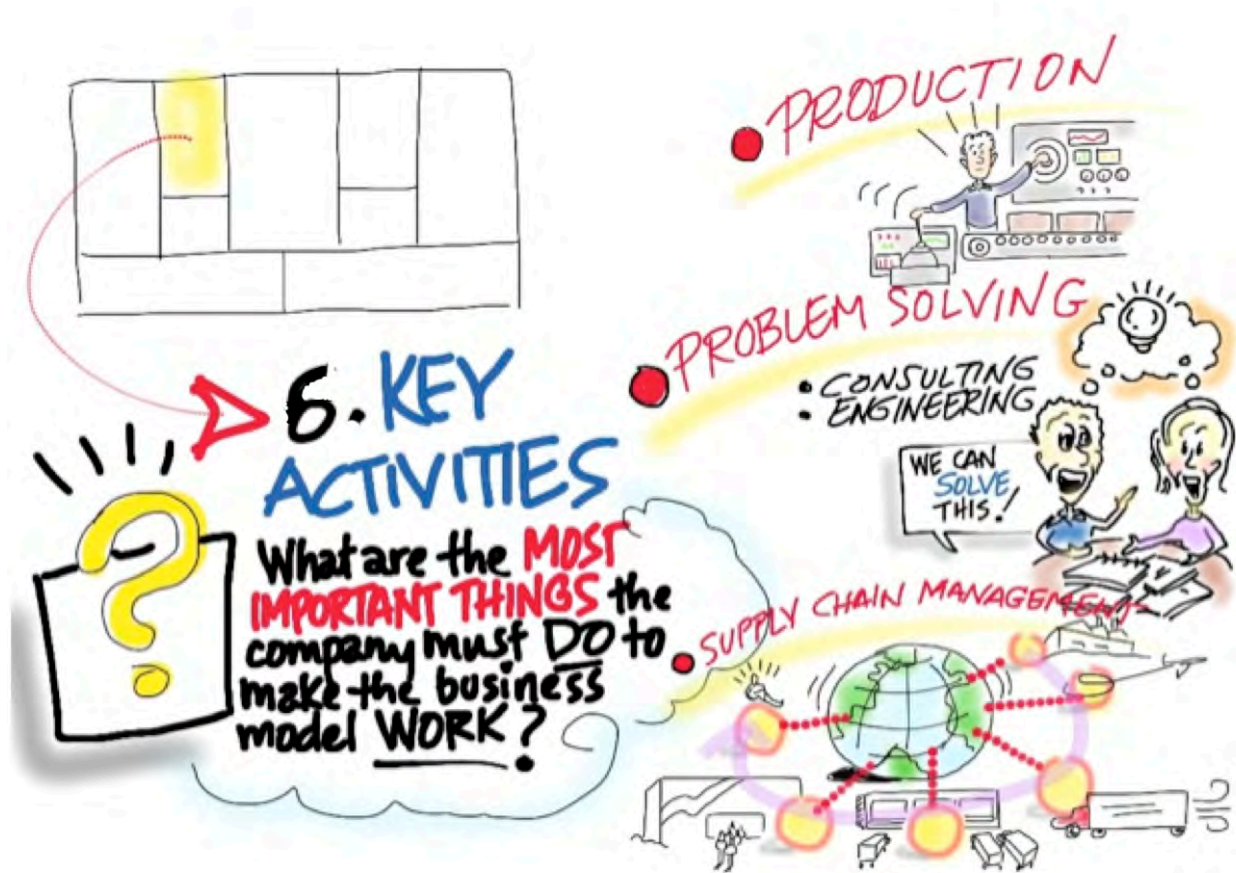 6. KEY
ACTIVITIES
What are the MOST
IMPORTANT THINGS the
company must DO to
make the business
model WORK?
PRODUCTION
PROBLEM SOLVING
• CONSULTING
• ENGINEERING
WE CAN
SOLVE
THIS!
SUPPLY CHAIN MANAGEMENT